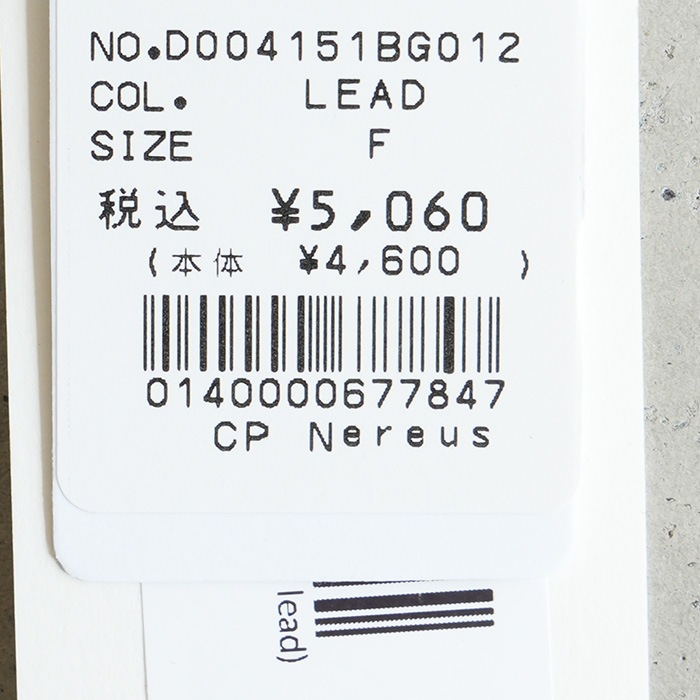 NO.D004151BG012
COL. LEAD
SIZE F
税込 ¥5,060
(本体 ¥4,600 )
0140000677847
CP Nereus
lead)